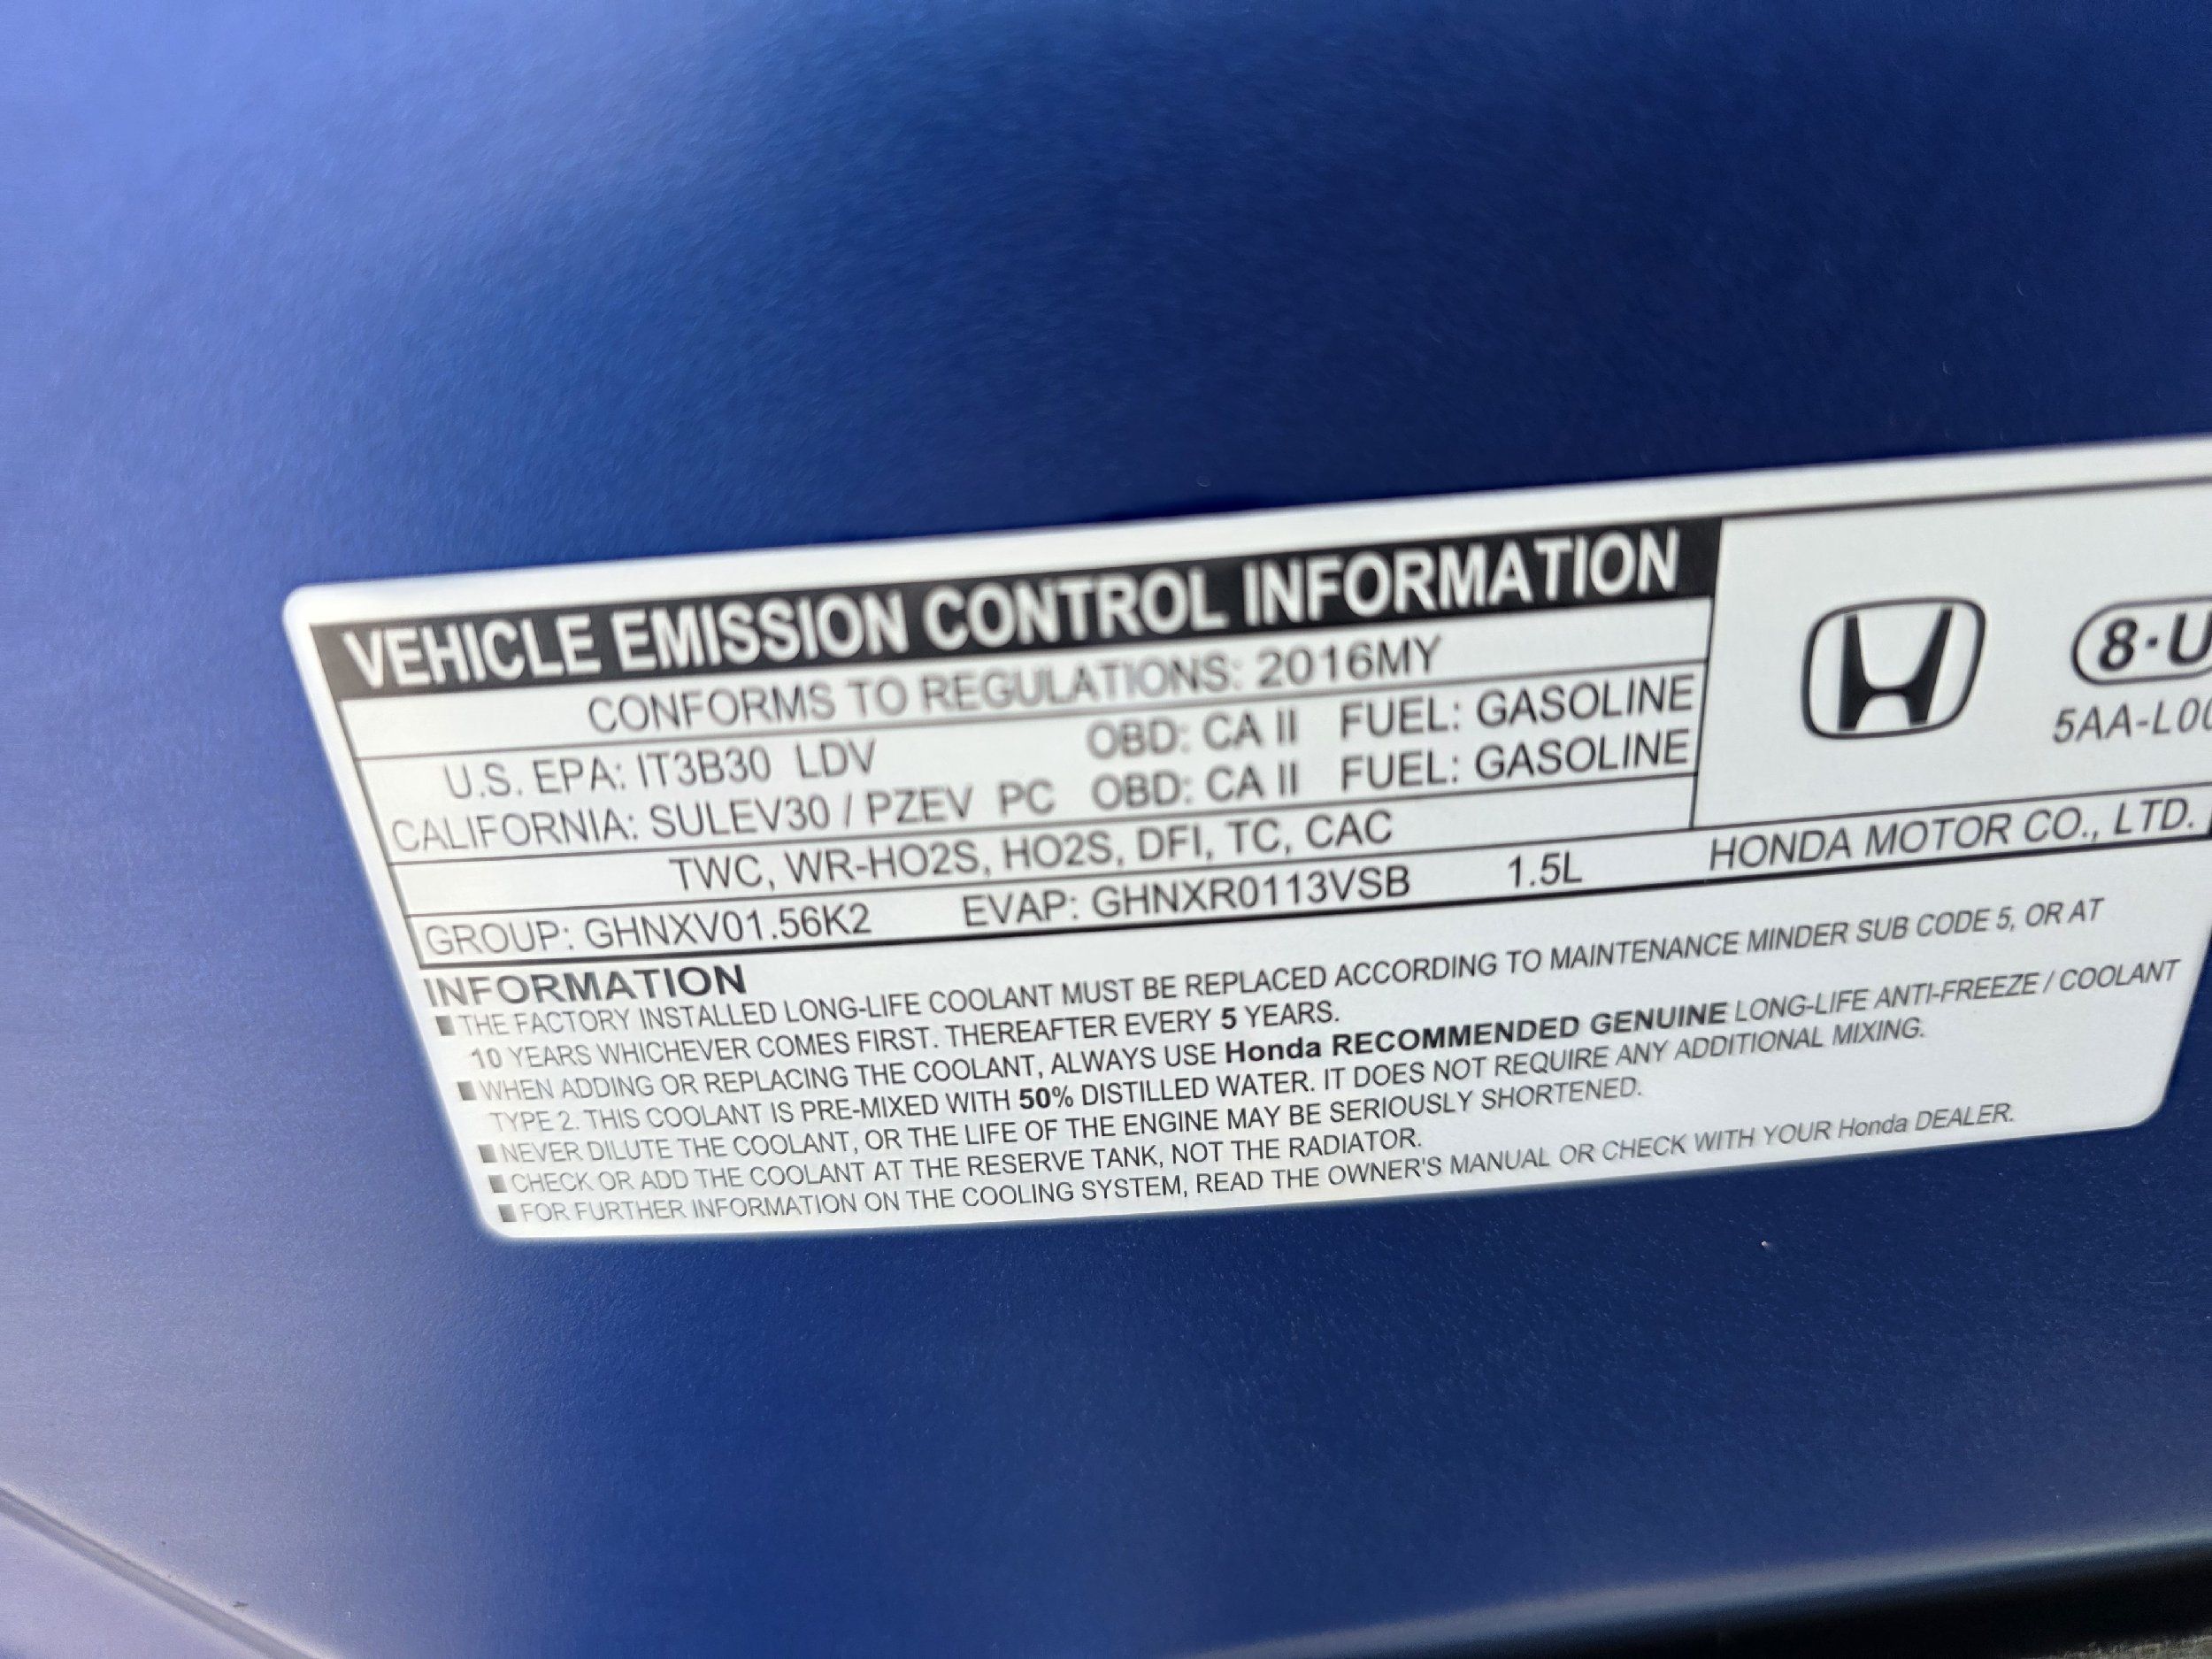 VEHICLE EMISSION CONTROL INFORMATION
CONFORMS TO REGULATIONS: 2016MY
U.S. EPA: IT3B30 LDV OBD: CA II FUEL: GASOLINE
CALIFORNIA: SULEV30 / PZEV PC OBD: CA II FUEL: GASOLINE
TWC, WR-HO2S, HO2S, DFI, TC, CAC
GROUP: GHNXV01.56K2 EVAP: GHNXR0113VSB 1.5L HONDA MOTOR CO., LTD.
8·U
5AA-L00
INFORMATION
■THE FACTORY INSTALLED LONG-LIFE COOLANT MUST BE REPLACED ACCORDING TO MAINTENANCE MINDER SUB CODE 5, OR AT
10 YEARS WHICHEVER COMES FIRST. THEREAFTER EVERY 5 YEARS.
■WHEN ADDING OR REPLACING THE COOLANT, ALWAYS USE Honda RECOMMENDED GENUINE LONG-LIFE ANTI-FREEZE / COOLANT
TYPE 2. THIS COOLANT IS PRE-MIXED WITH 50% DISTILLED WATER. IT DOES NOT REQUIRE ANY ADDITIONAL MIXING.
■NEVER DILUTE THE COOLANT, OR THE LIFE OF THE ENGINE MAY BE SERIOUSLY SHORTENED.
■CHECK OR ADD THE COOLANT AT THE RESERVE TANK, NOT THE RADIATOR.
■FOR FURTHER INFORMATION ON THE COOLING SYSTEM, READ THE OWNER'S MANUAL OR CHECK WITH YOUR Honda DEALER.